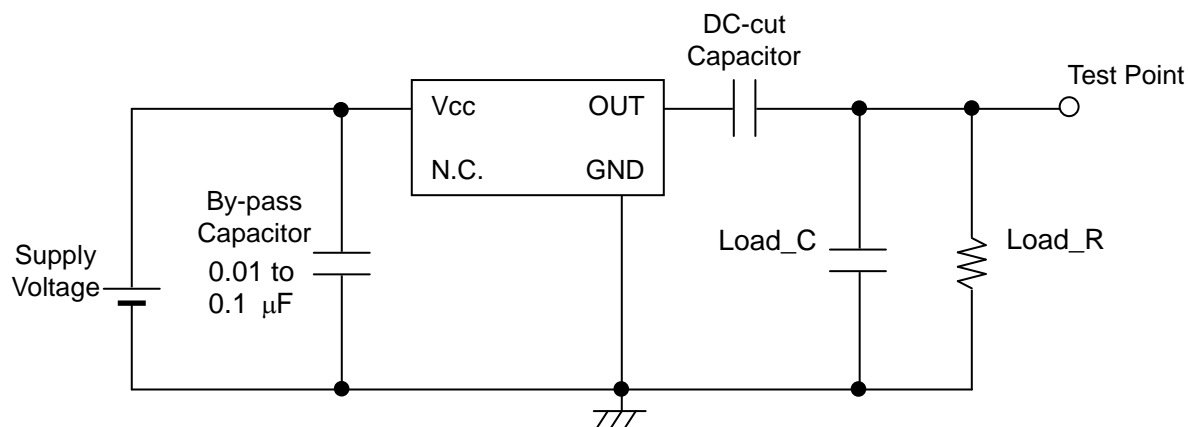 DC-cut
Capacitor
Test Point
Vcc
OUT
N.C.
GND
By-pass
Capacitor
0.01 to
0.1 μF
Supply
Voltage
Load_C
Load_R